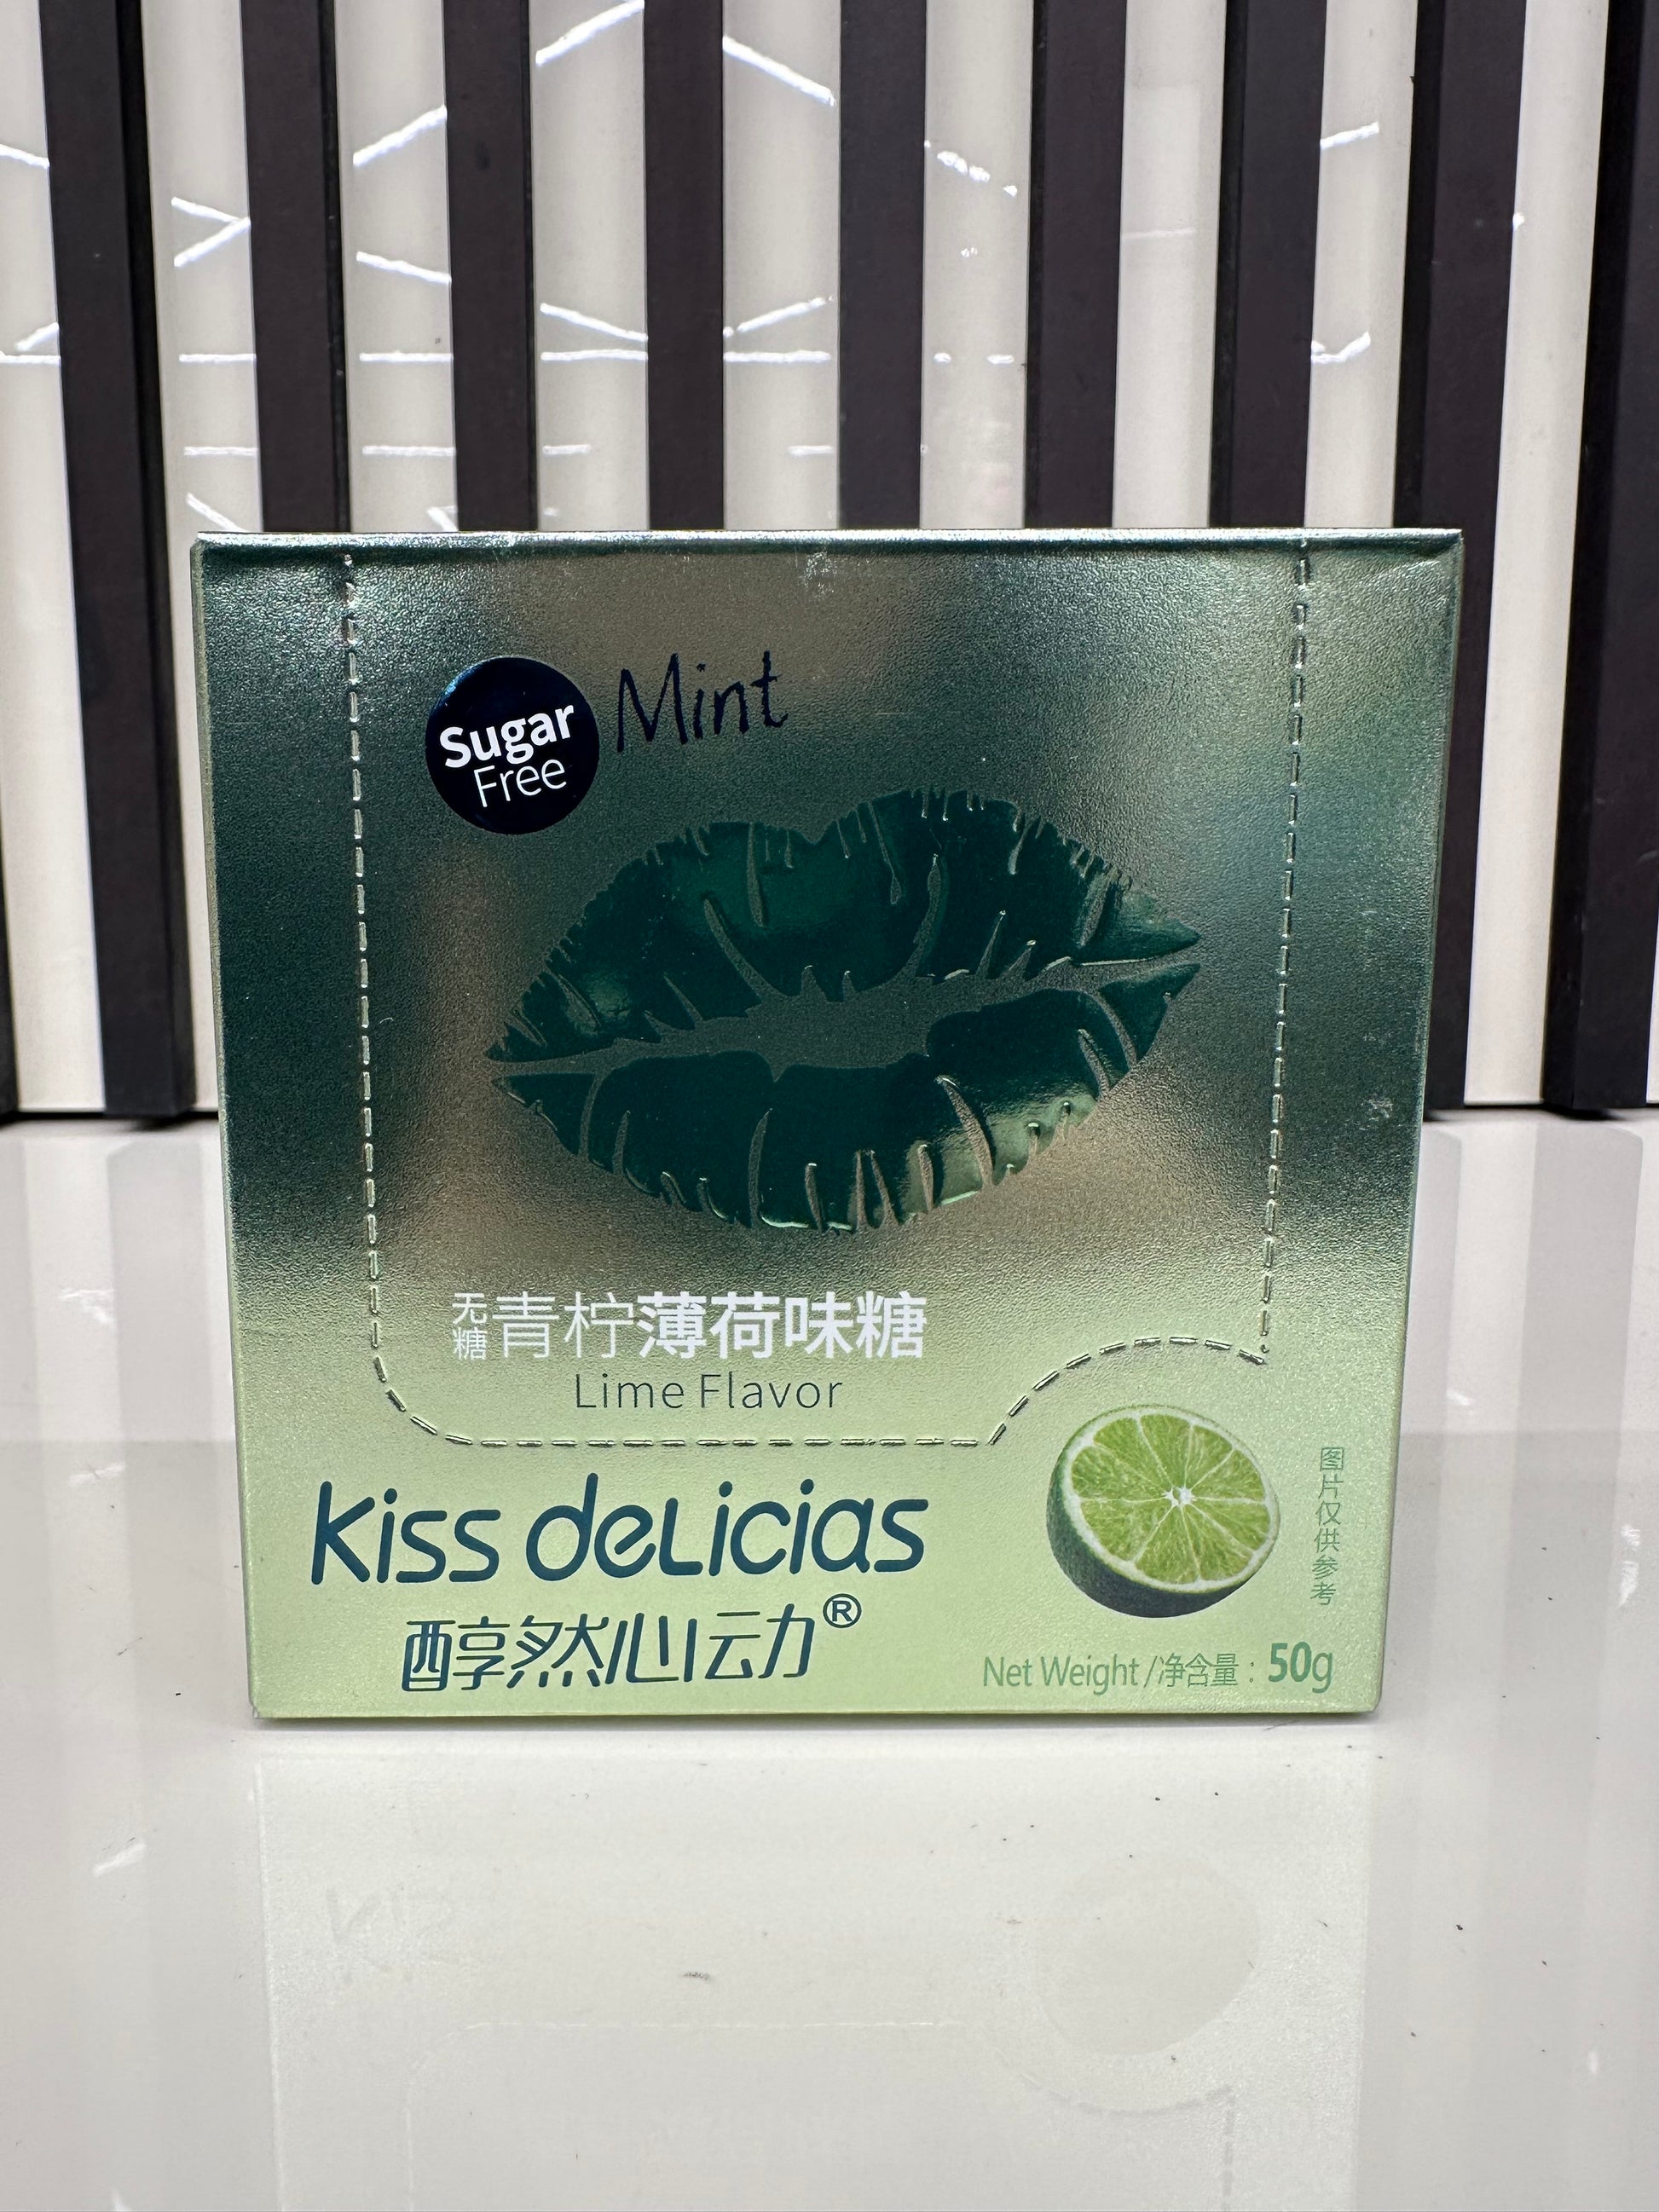 Sugar
Free
Mint
无糖青柠薄荷味糖
Lime Flavor
kiss deLicias
醇然心动®
图片仅供参考
Net Weight/净含量：50g